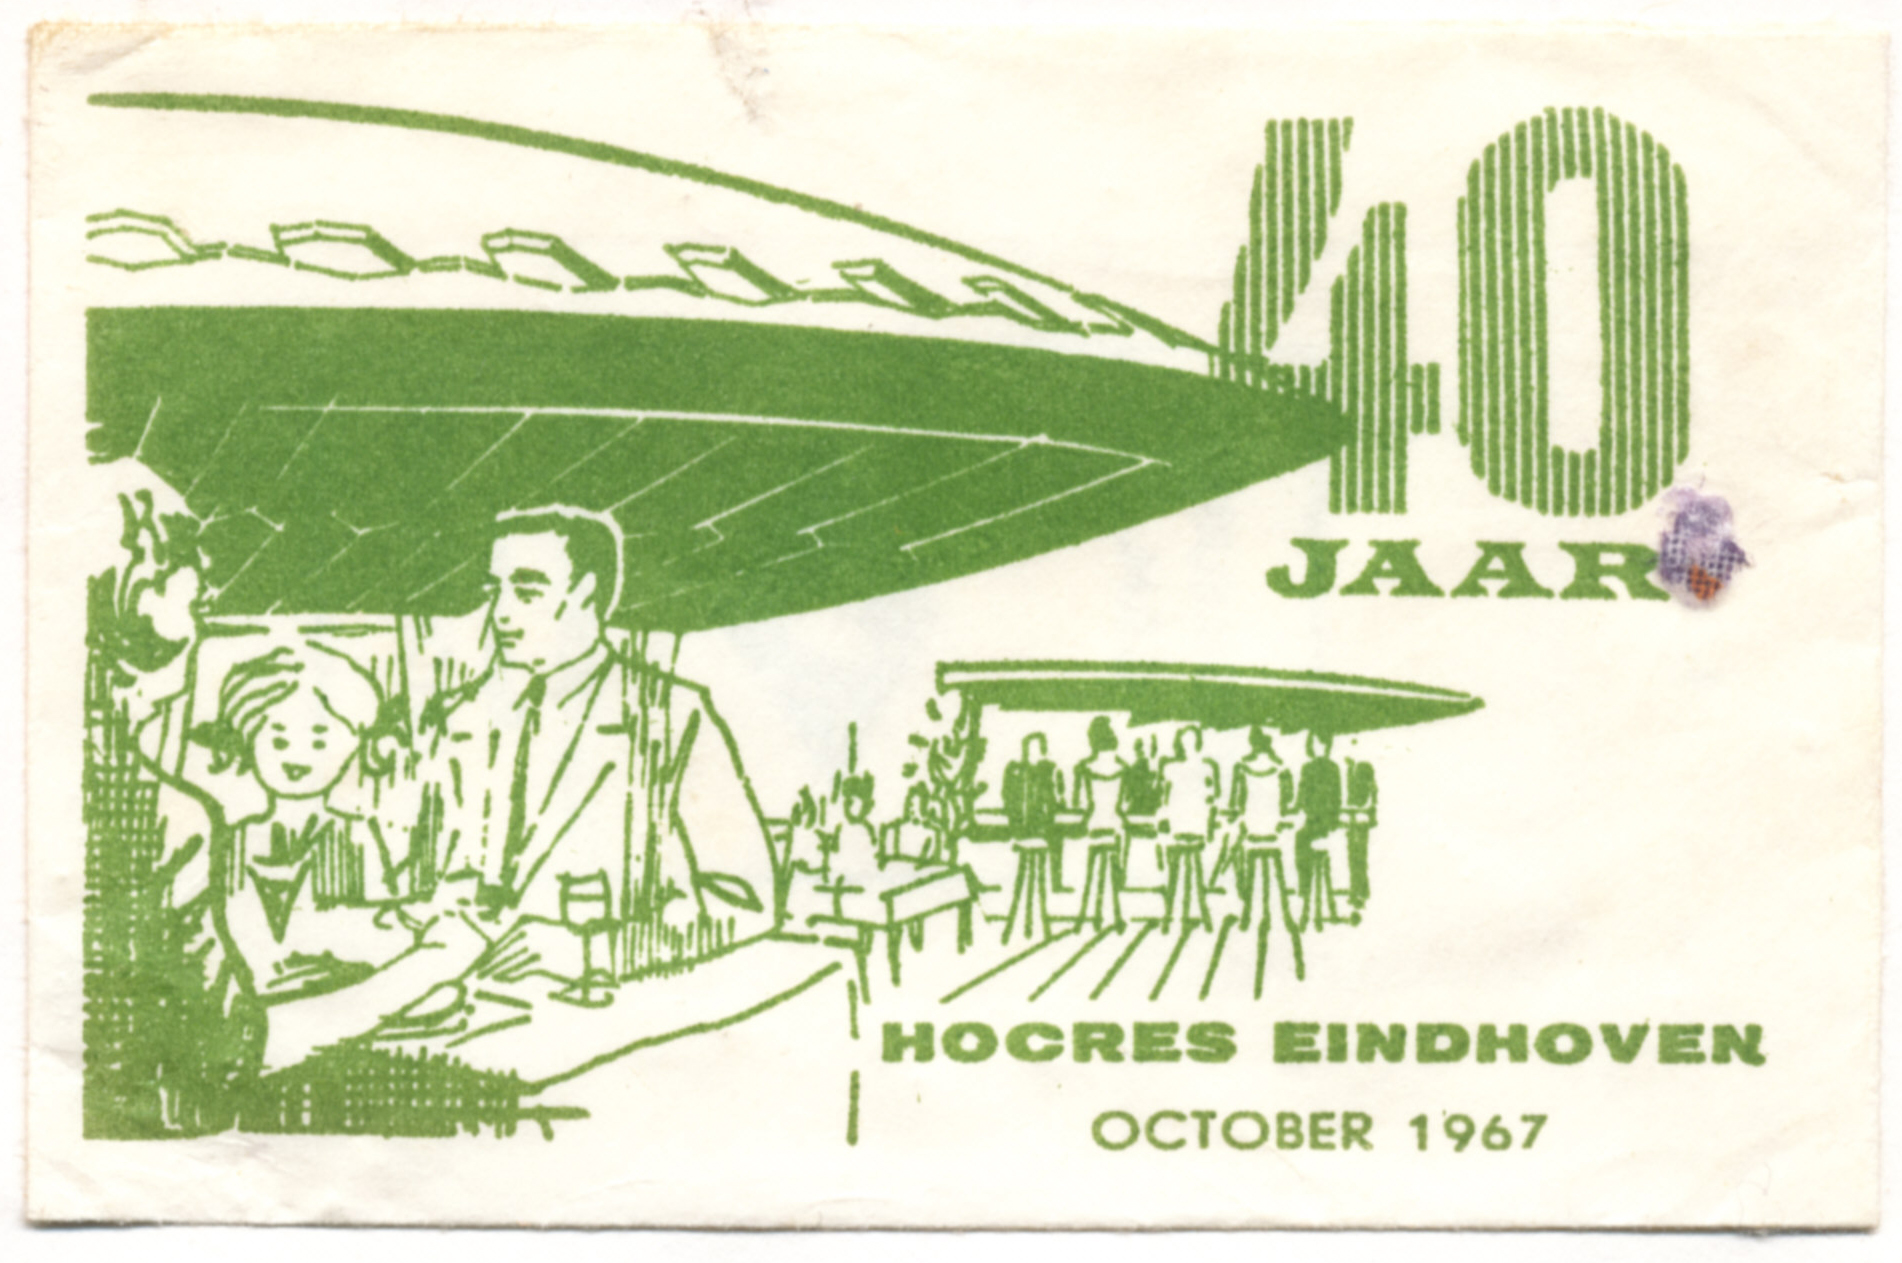 40
JAAR
HOCRES EINDHOVEN
OCTOBER 1967